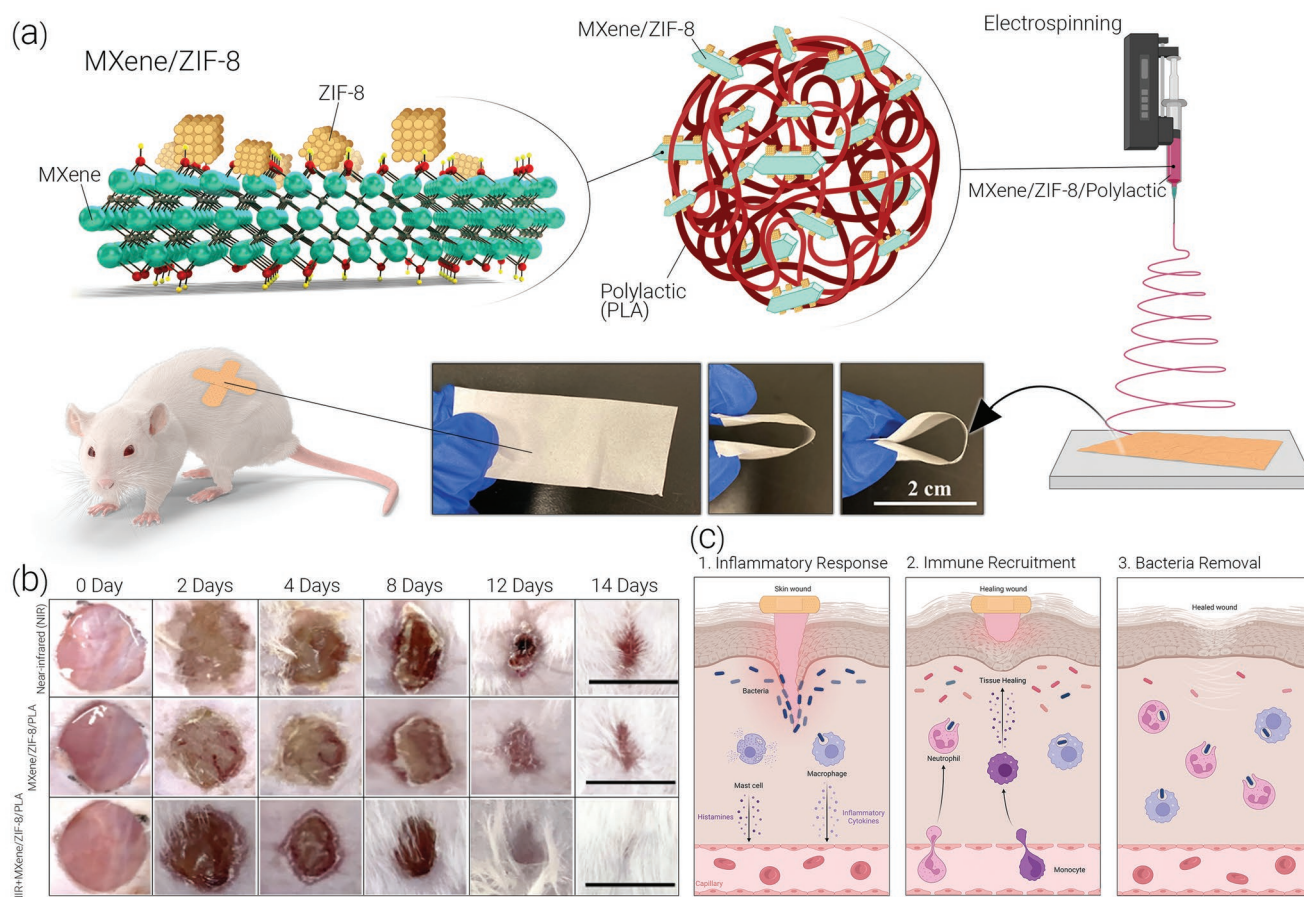 (a)
MXene/ZIF-8
ZIF-8
MXene
MXene/ZIF-8
Polylactic
(PLA)
Electrospinning
MXene/ZIF-8/Polylactic
2 cm
(b)
0 Day
2 Days
4 Days
8 Days
12 Days
14 Days
Near-infrared (NIR)
MXene/ZIF-8/PLA
NIR+MXene/ZIF-8/PLA
(c)
1. Inflammatory Response
Skin wound
Bacteria
Mast cell
Macrophage
Histamines
Inflammatory
Cytokines
Capillary
2. Immune Recruitment
Healing wound
Tissue Healing
Neutrophil
Monocyte
3. Bacteria Removal
Healed wound